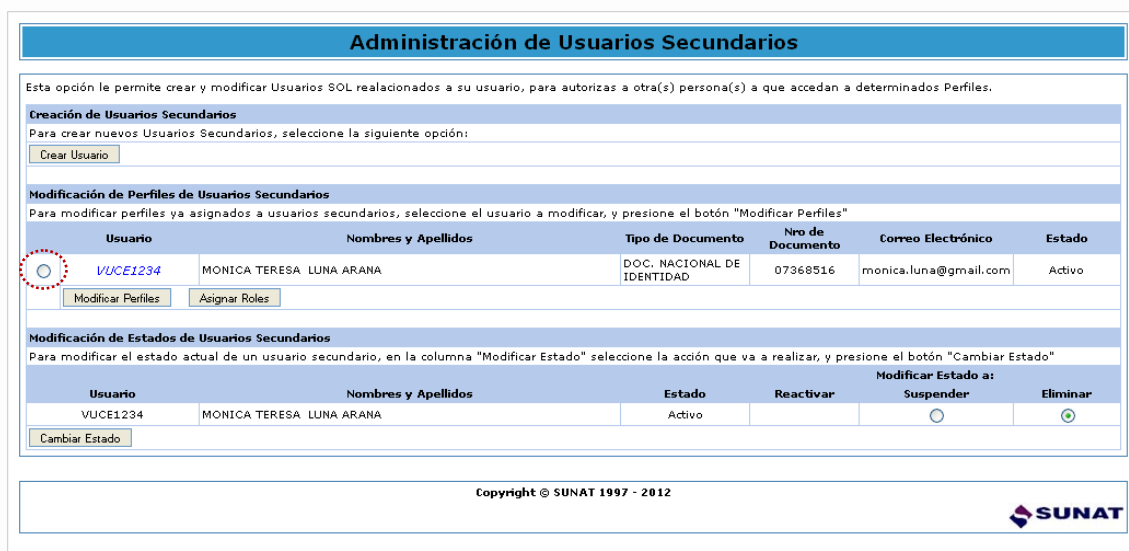 Administración de Usuarios Secundarios
Esta opción le permite crear y modificar Usuarios SOL realacionados a su usuario, para autorizas a otra(s) persona(s) a que accedan a determinados Perfiles.
Creación de Usuarios Secundarios
Para crear nuevos Usuarios Secundarios, seleccione la siguiente opción:
Crear Usuario
Modificación de Perfiles de Usuarios Secundarios
Para modificar perfiles ya asignados a usuarios secundarios, seleccione el usuario a modificar, y presione el botón "Modificar Perfiles"
Usuario Nombres y Apellidos Tipo de Documento Nro de Documento Correo Electrónico Estado
VUCE1234 MONICA TERESA LUNA ARANA DOC. NACIONAL DE IDENTIDAD 07368516 monica.luna@gmail.com Activo
Modificar Perfiles Asignar Roles
Modificación de Estados de Usuarios Secundarios
Para modificar el estado actual de un usuario secundario, en la columna "Modificar Estado" seleccione la acción que va a realizar, y presione el botón "Cambiar Estado"
Modificar Estado a:
Usuario Nombres y Apellidos Estado Reactivar Suspender Eliminar
VUCE1234 MONICA TERESA LUNA ARANA Activo
Cambiar Estado
Copyright © SUNAT 1997 - 2012
SUNAT